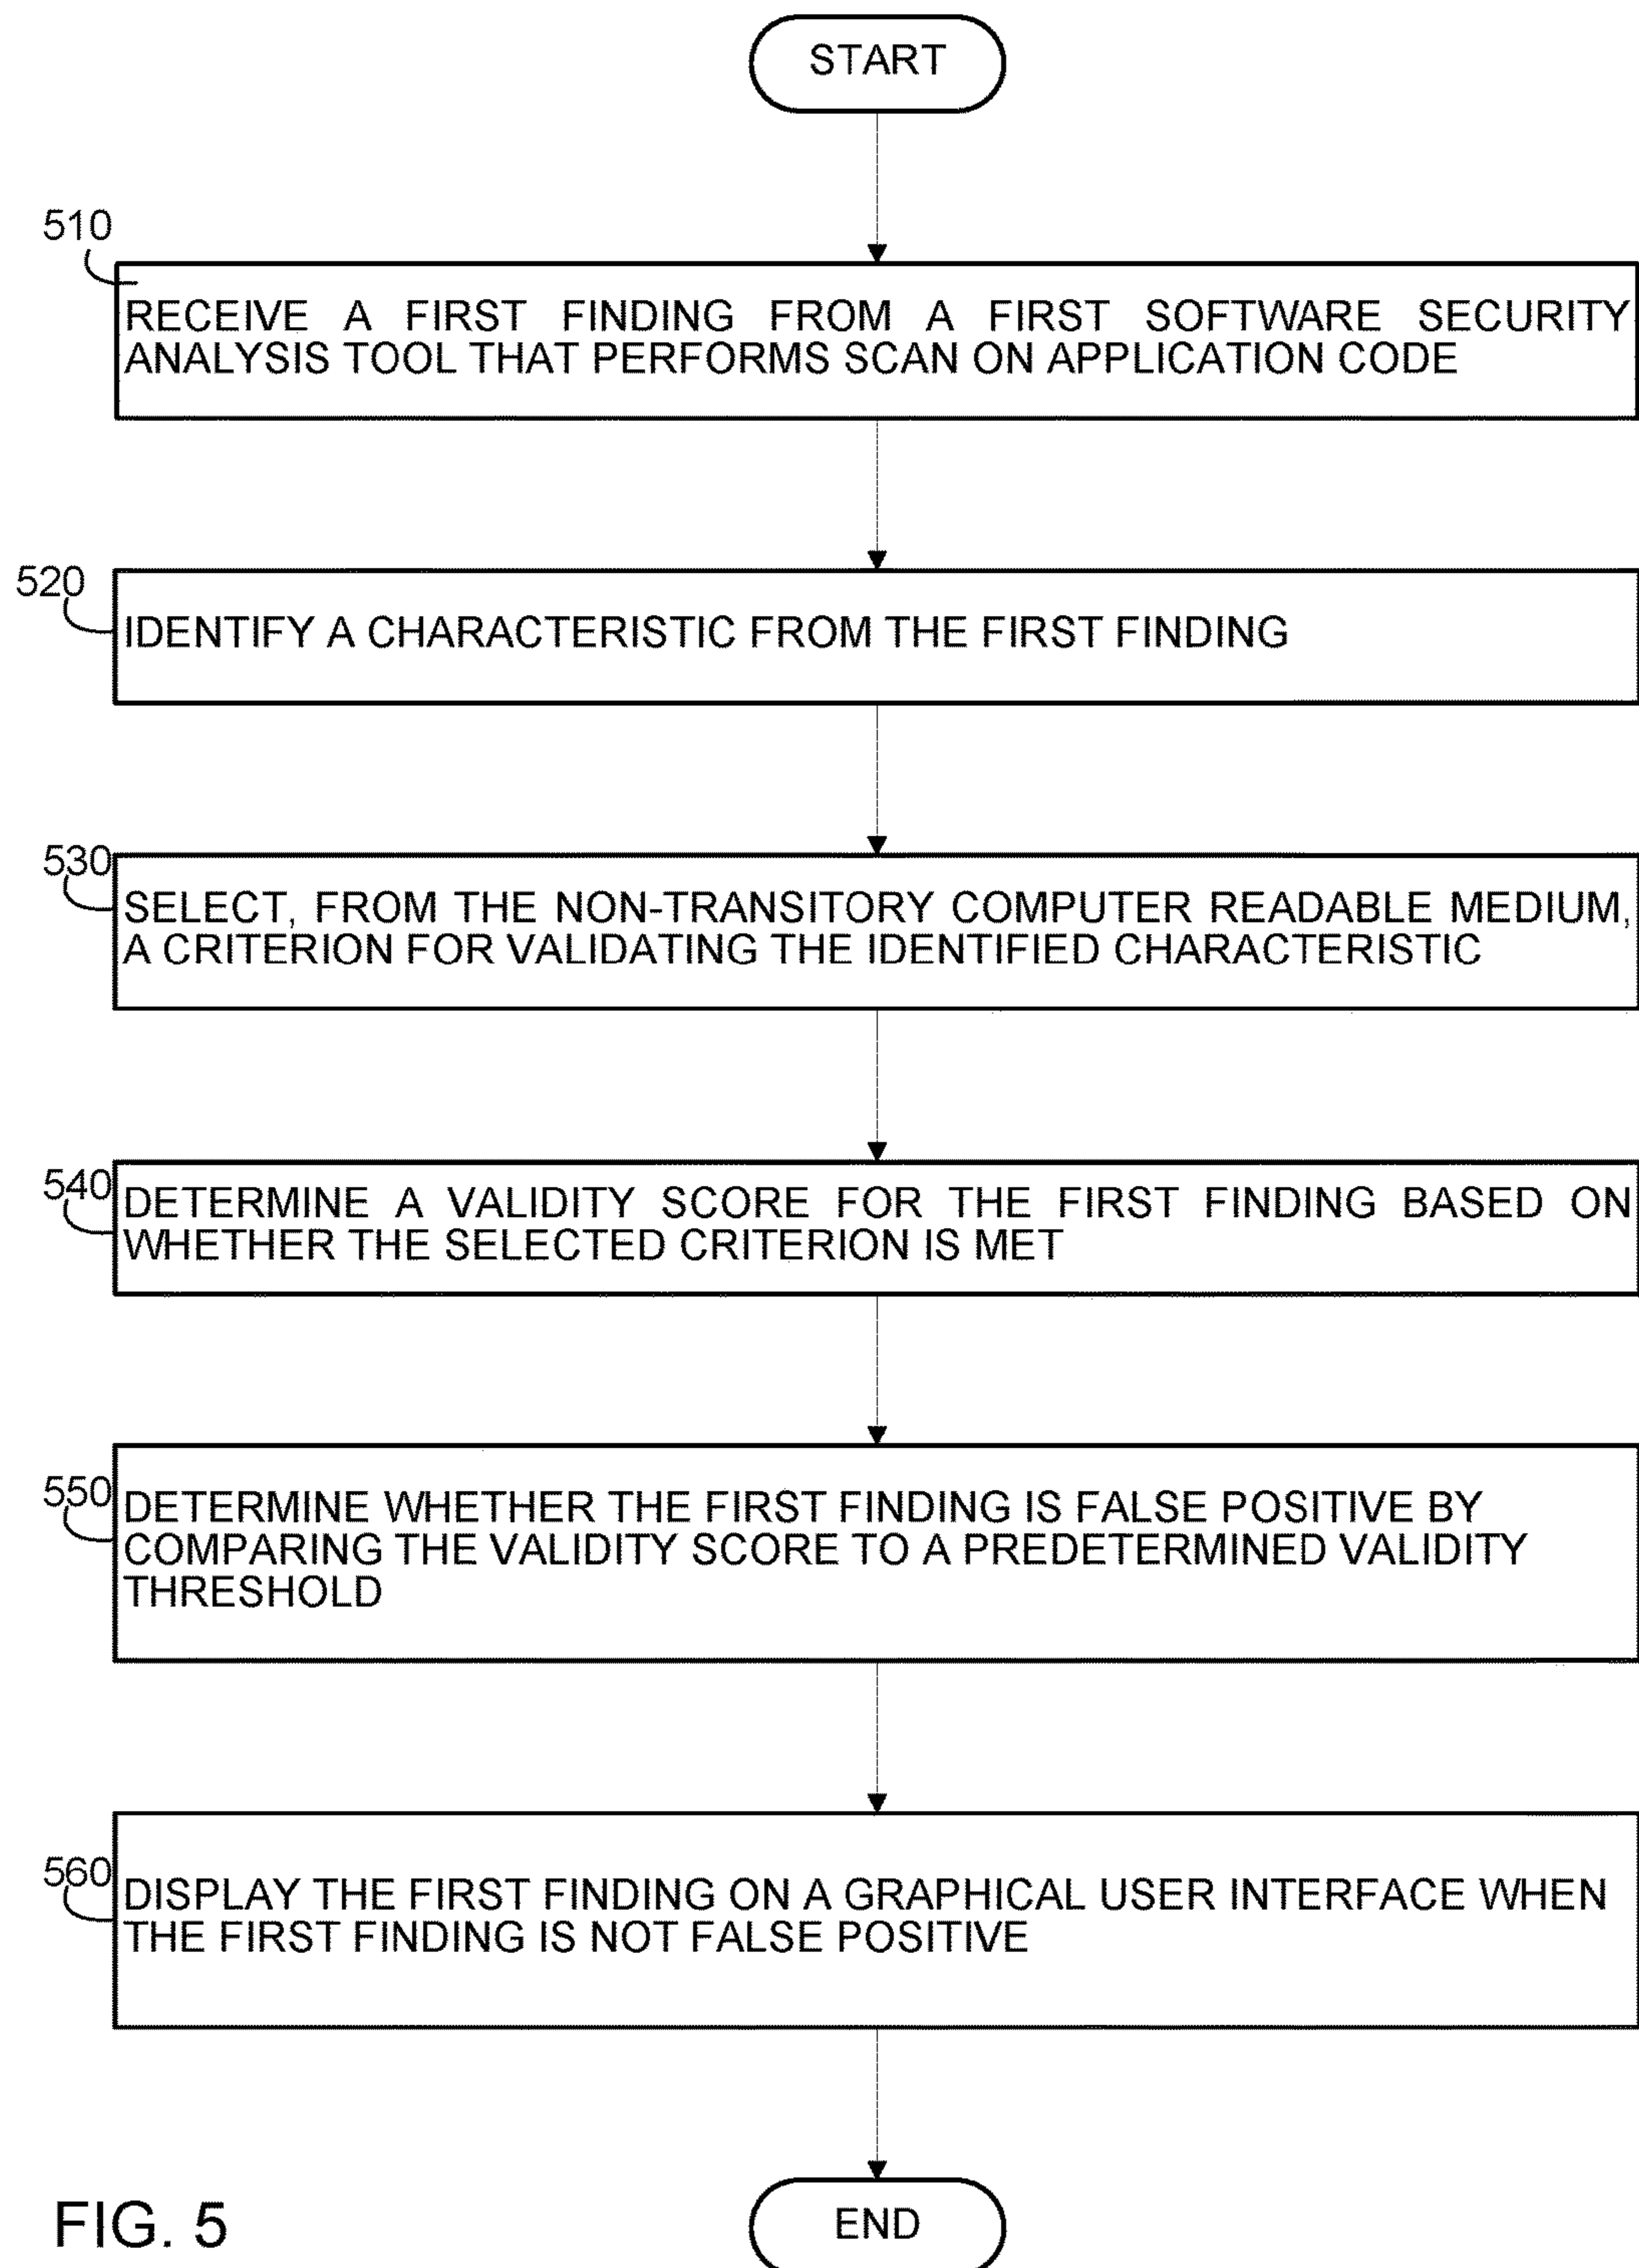 START
510
RECEIVE A FIRST FINDING FROM A FIRST SOFTWARE SECURITY
ANALYSIS TOOL THAT PERFORMS SCAN ON APPLICATION CODE
520
IDENTIFY A CHARACTERISTIC FROM THE FIRST FINDING
530
SELECT, FROM THE NON-TRANSITORY COMPUTER READABLE MEDIUM,
A CRITERION FOR VALIDATING THE IDENTIFIED CHARACTERISTIC
540
DETERMINE A VALIDITY SCORE FOR THE FIRST FINDING BASED ON
WHETHER THE SELECTED CRITERION IS MET
550
DETERMINE WHETHER THE FIRST FINDING IS FALSE POSITIVE BY
COMPARING THE VALIDITY SCORE TO A PREDETERMINED VALIDITY
THRESHOLD
560
DISPLAY THE FIRST FINDING ON A GRAPHICAL USER INTERFACE WHEN
THE FIRST FINDING IS NOT FALSE POSITIVE
END
FIG. 5